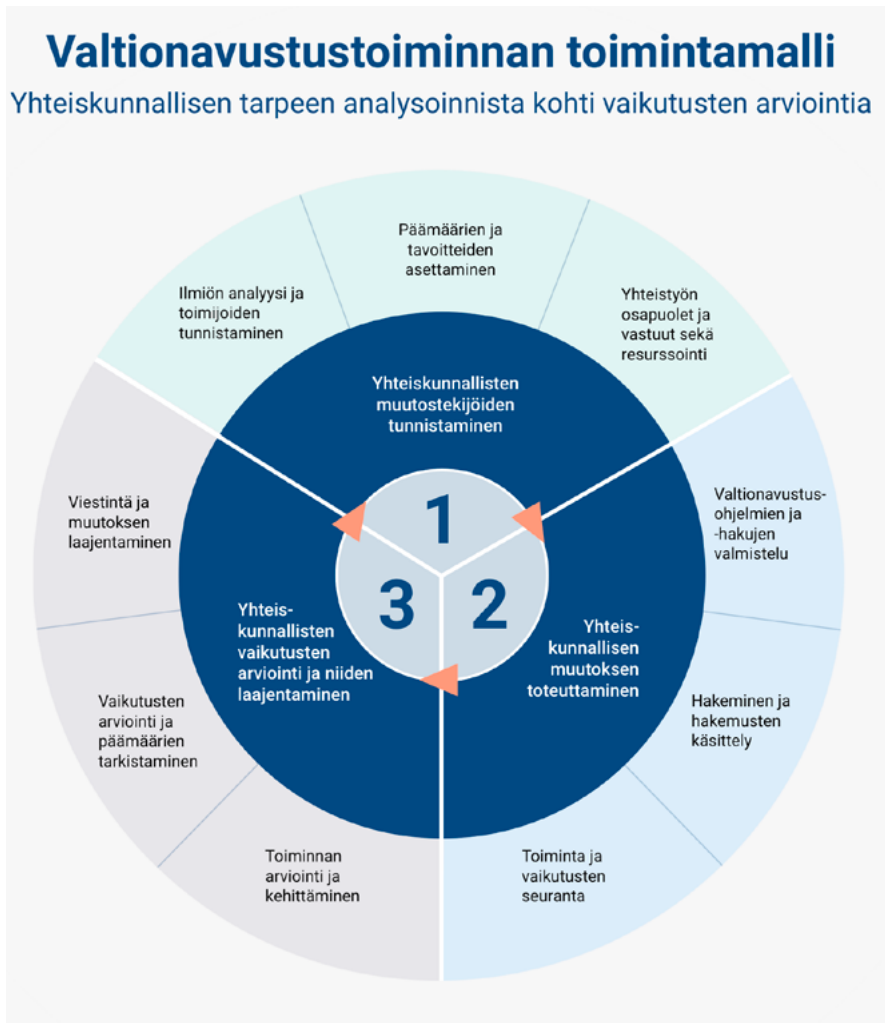 Valtionavustustoiminnan toimintamalli
Yhteiskunnallisen tarpeen analysoinnista kohti vaikutusten arviointia
Ilmiön analyysi ja
toimijoiden
tunnistaminen
Päämäärien ja
tavoitteiden
asettaminen
Yhteistyön
osapuolet ja
vastuut sekä
resurssointi
Yhteiskunnallisten
muutostekijöiden
tunnistaminen
1
Valtionavustus-
ohjelmien ja
-hakujen
valmistelu
Hakeminen ja
hakemusten
käsittely
Toiminta ja
vaikutusten
seuranta
2
Yhteis-
kunnallisen
muutoksen
toteuttaminen
3
Yhteis-
kunnallisten
vaikutusten
arviointi ja niiden
laajentaminen
Toiminnan
arviointi ja
kehittäminen
Vaikutusten
arviointi ja
päämäärien
tarkistaminen
Viestintä ja
muutoksen
laajentaminen